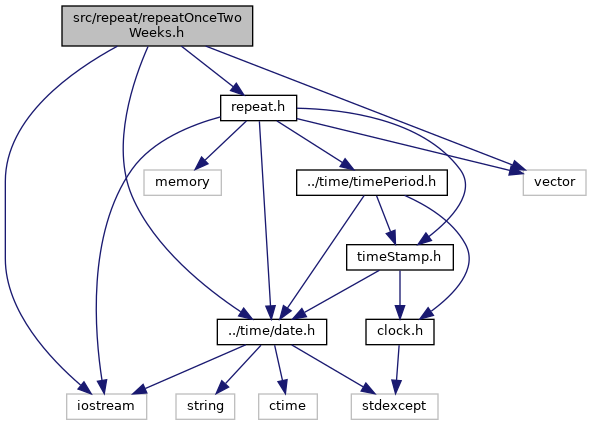 src/repeat/repeatOnceTwo
Weeks.h
repeat.h
memory
../time/timePeriod.h
vector
timeStamp.h
../time/date.h
clock.h
iostream
string
ctime
stdexcept